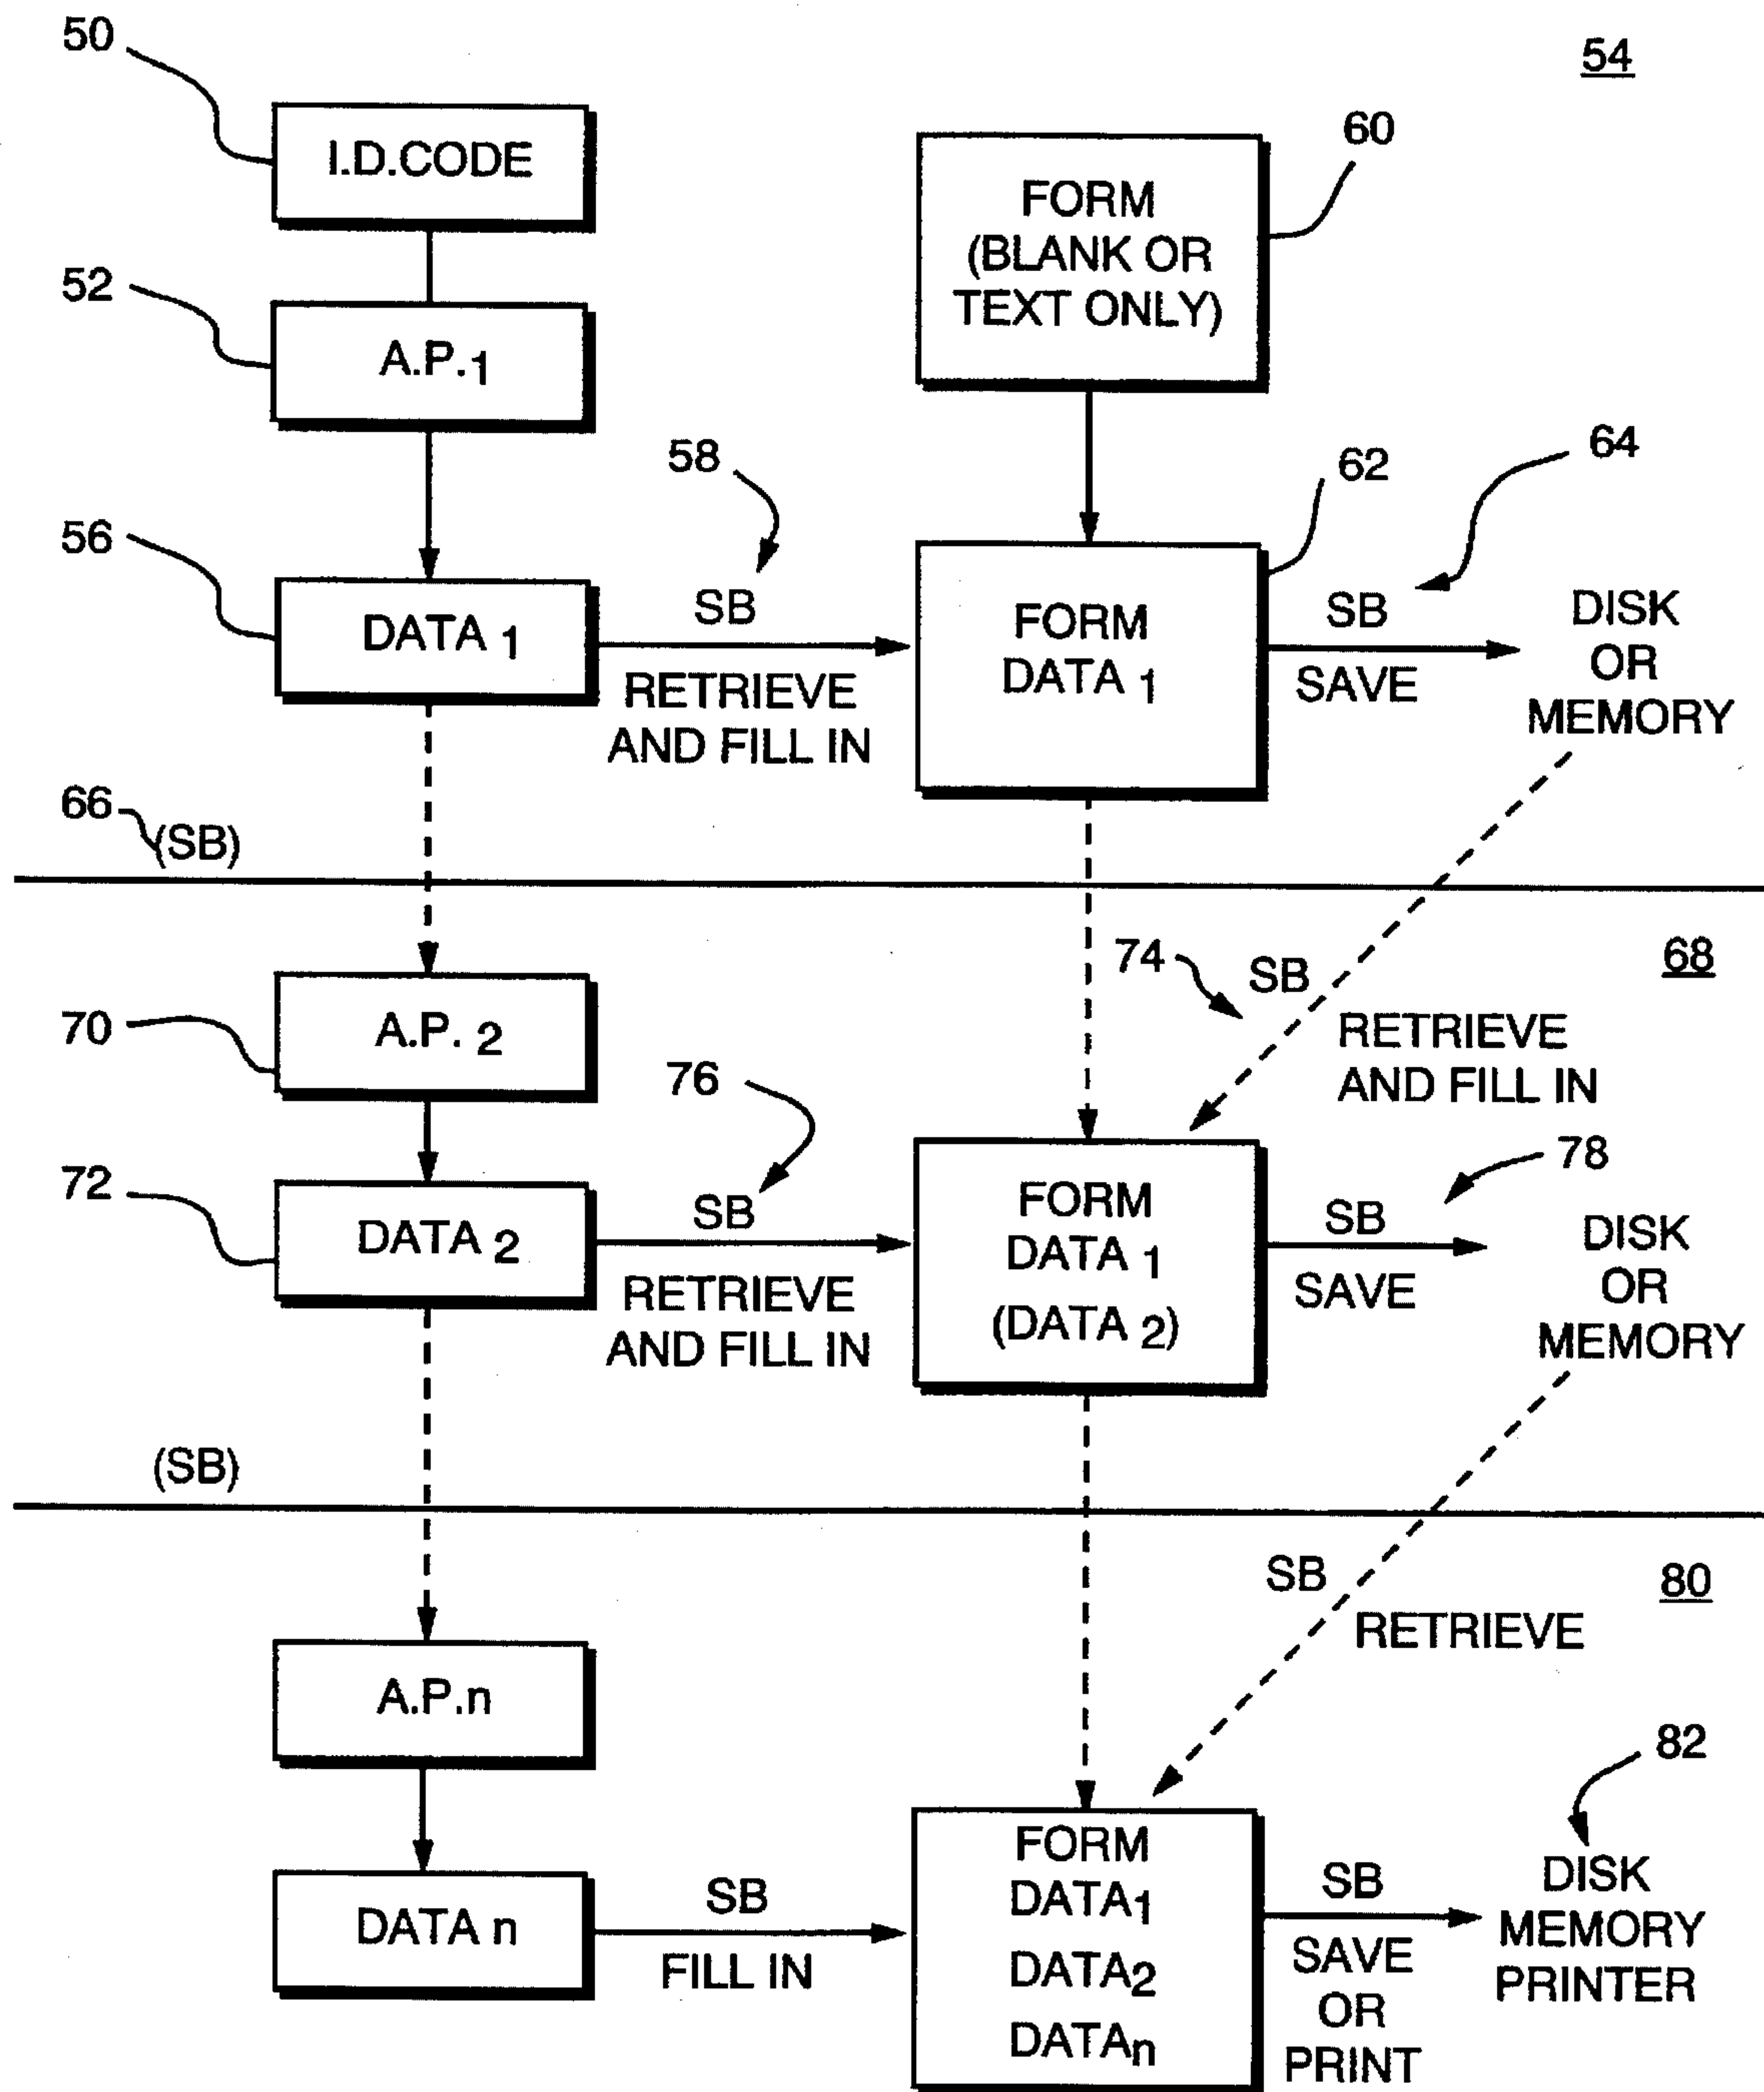 50
54
I.D.CODE
60
FORM
(BLANK OR
TEXT ONLY)
52
A.P.1
58
62
64
56
DATA 1
SB
RETRIEVE
AND FILL IN
FORM
DATA 1
SB
SAVE
DISK
OR
MEMORY
66
(SB)
68
74
SB
RETRIEVE
AND FILL IN
70
A.P. 2
76
78
72
DATA 2
SB
RETRIEVE
AND FILL IN
FORM
DATA 1
(DATA 2)
SB
SAVE
DISK
OR
MEMORY
(SB)
80
SB
RETRIEVE
A.P.n
82
DATA n
SB
FILL IN
FORM
DATA1
DATA2
DATAn
SB
SAVE
OR
PRINT
DISK
MEMORY
PRINTER